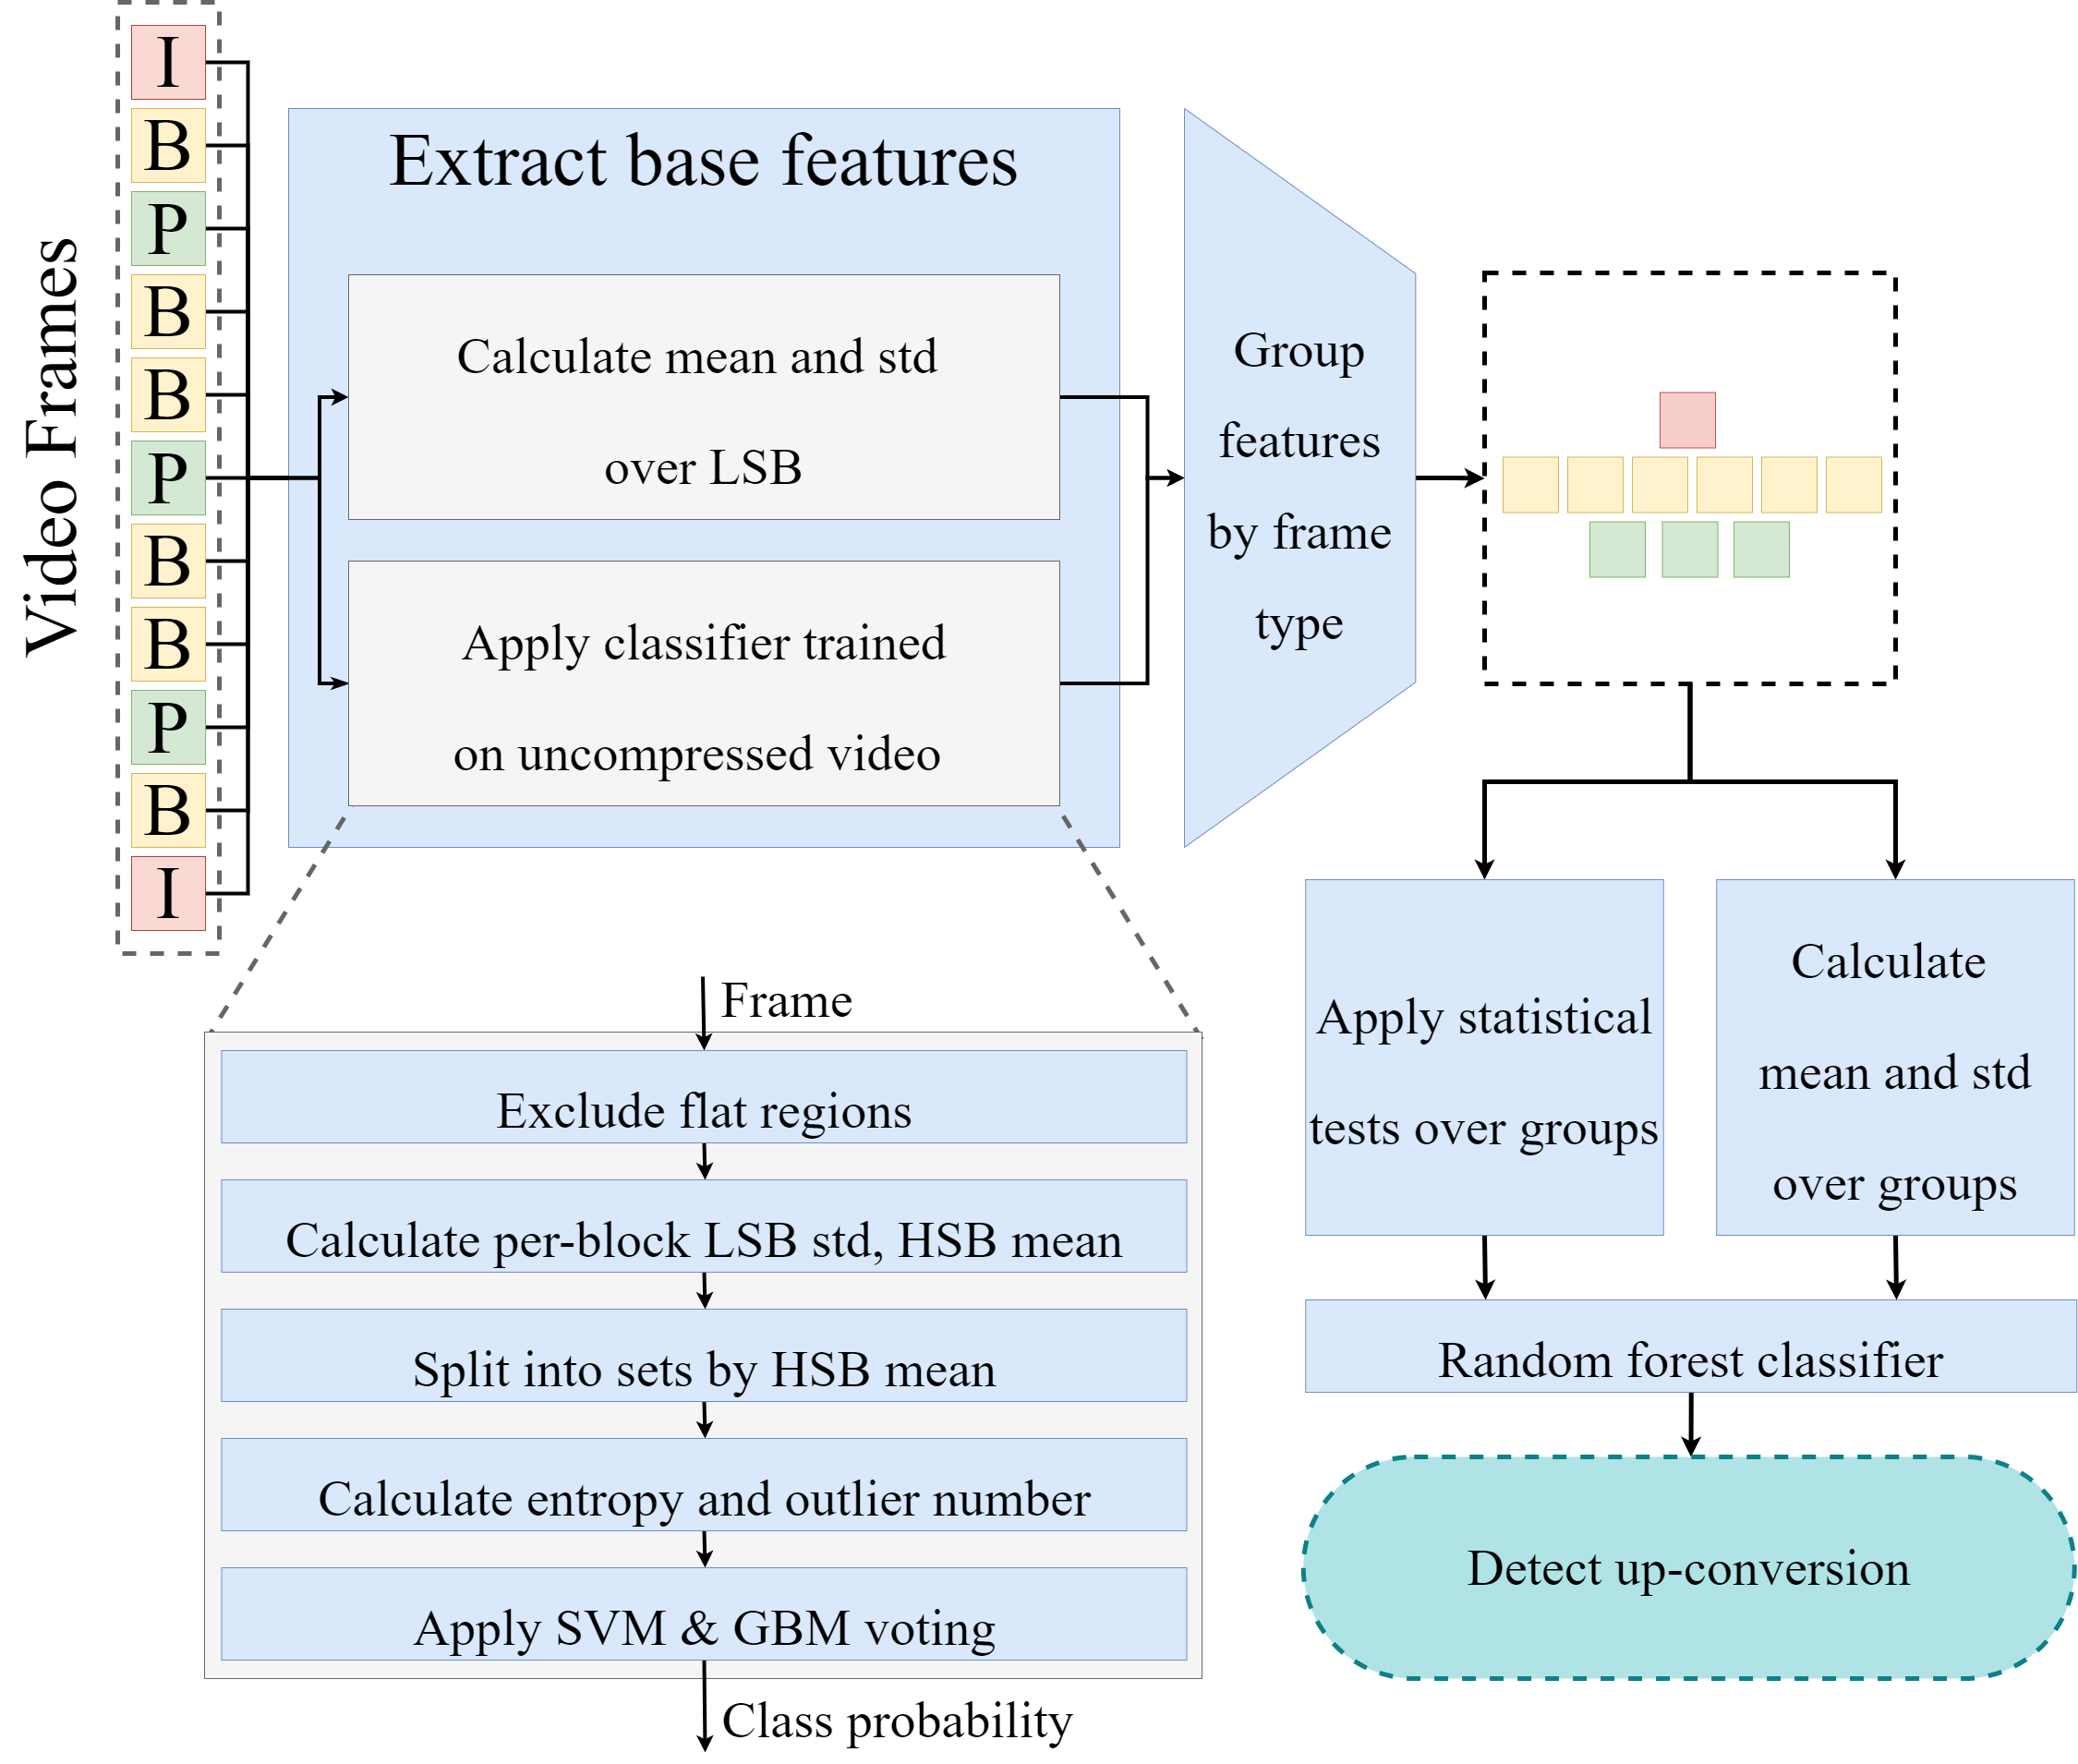 Video Frames
I
B
P
B
B
P
B
B
P
B
I
Extract base features
Calculate mean and std
over LSB
Apply classifier trained
on uncompressed video
Group
features
by frame
type
Frame
Exclude flat regions
Calculate per-block LSB std, HSB mean
Split into sets by HSB mean
Calculate entropy and outlier number
Apply SVM & GBM voting
Class probability
Apply statistical
tests over groups
Calculate
mean and std
over groups
Random forest classifier
Detect up-conversion